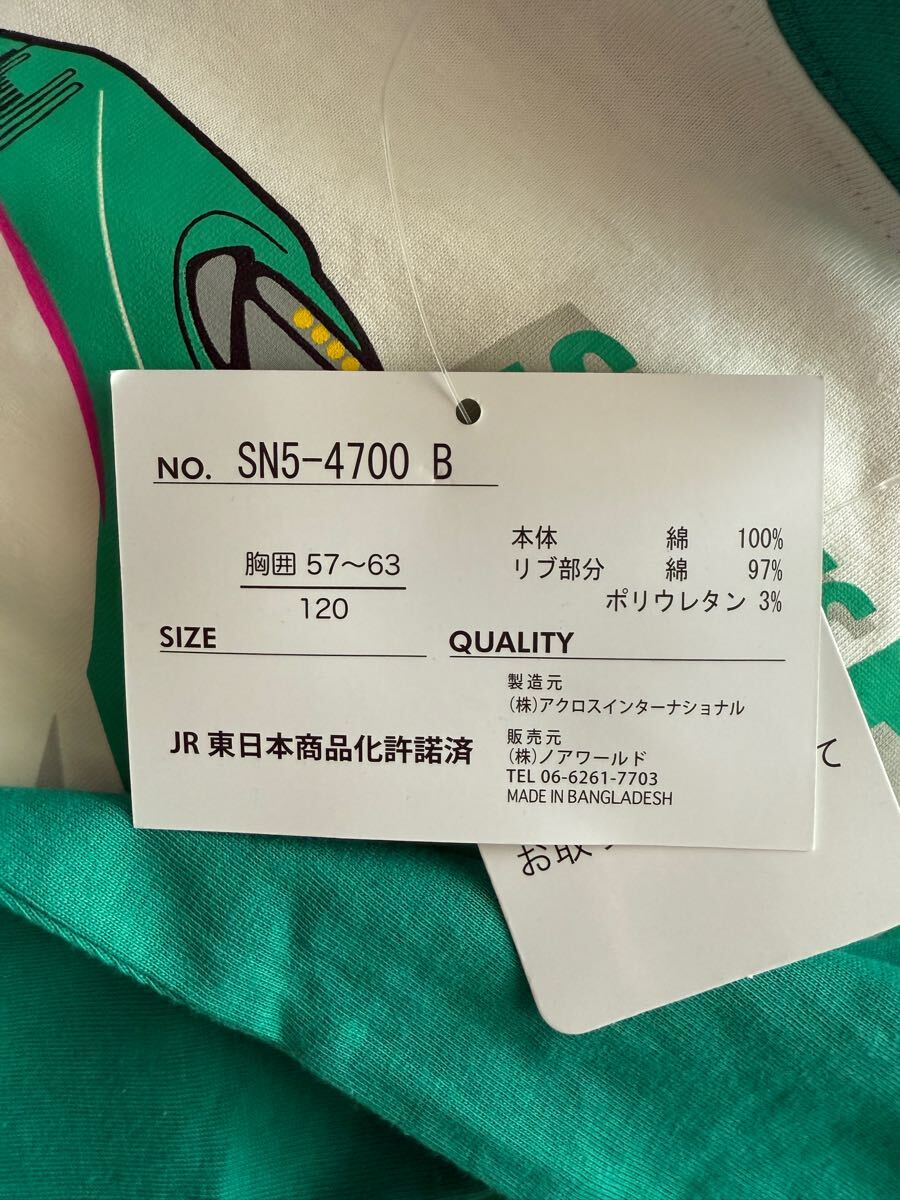 NO. SN5-4700 B
胸囲 57〜63
120
SIZE
本体 綿 100%
リブ部分 綿 97%
ポリウレタン 3%
QUALITY
JR東日本商品化許諾済
製造元
(株)アクロスインターナショナル
販売元
(株)ノアワールド
TEL 06-6261-7703
MADE IN BANGLADESH
て
お取